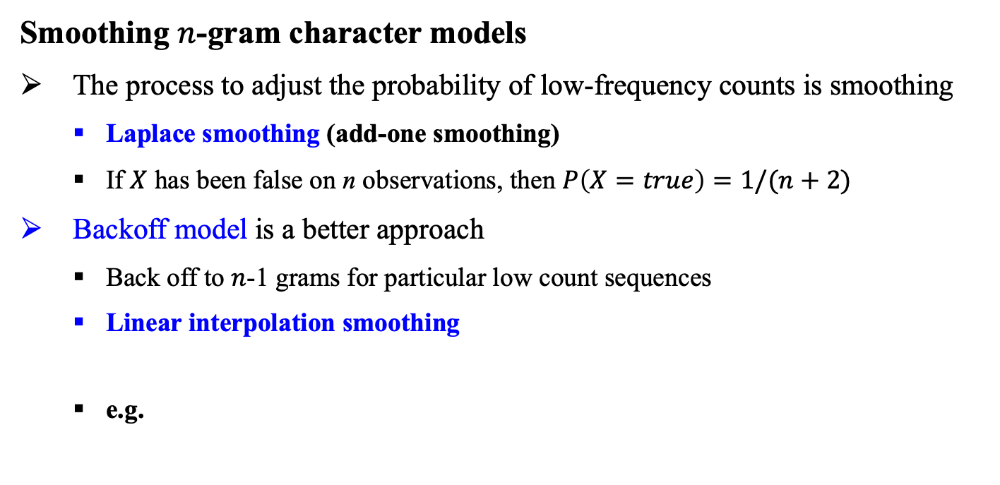 Smoothing n-gram character models
➢ The process to adjust the probability of low-frequency counts is smoothing
▪ Laplace smoothing (add-one smoothing)
▪ If X has been false on n observations, then P(X = true) = 1/(n + 2)
➢ Backoff model is a better approach
▪ Back off to n-1 grams for particular low count sequences
▪ Linear interpolation smoothing
▪ e.g.